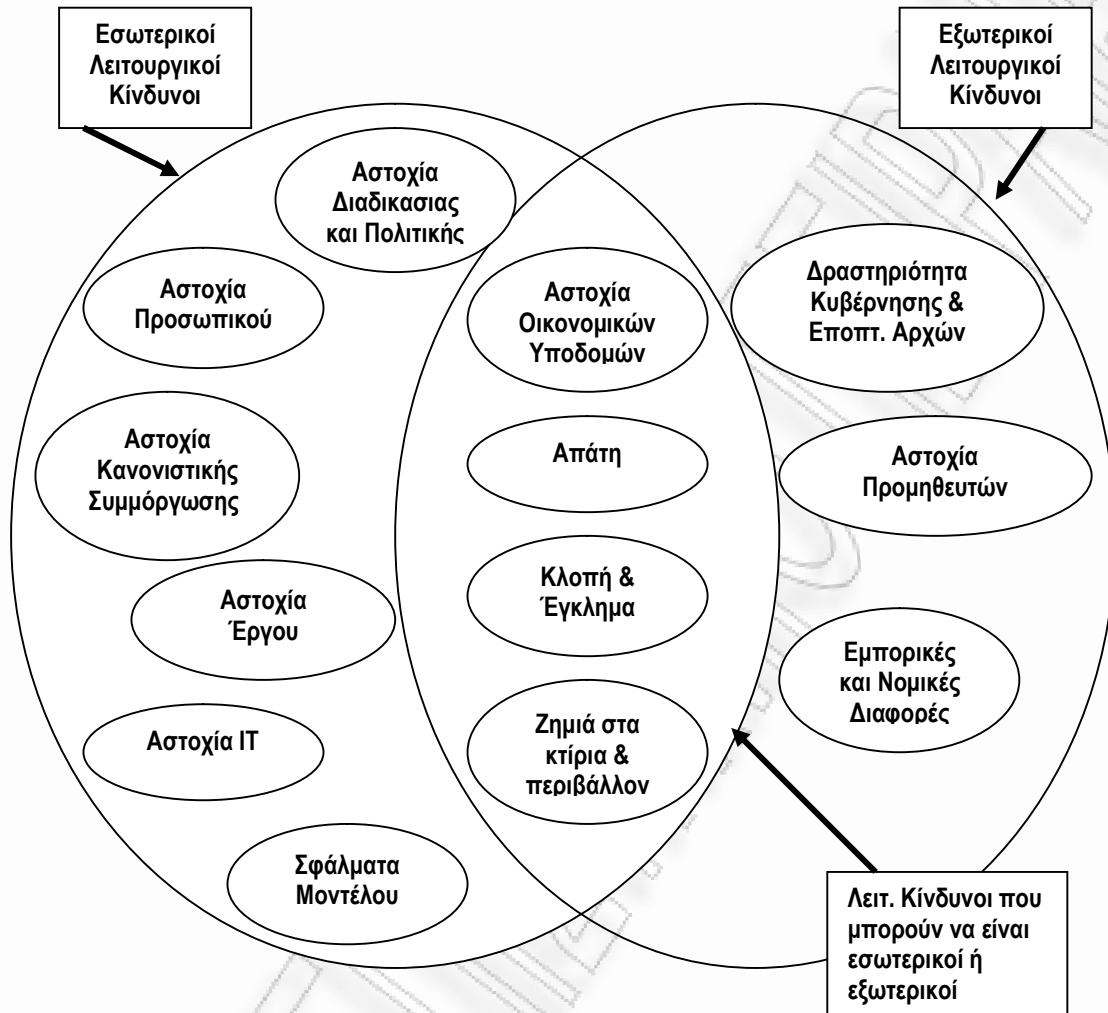 Εσωτερικοί
Λειτουργικοί
Κίνδυνοι
Εξωτερικοί
Λειτουργικοί
Κίνδυνοι
Αστοχία
Διαδικασιας
και Πολιτικής
Αστοχία
Προσωπικού
Αστοχία
Κανονιστικής
Συμμόργωσης
Αστοχία
Έργου
Αστοχία ΙΤ
Σφάλματα
Μοντέλου
Αστοχία
Οικονομικών
Υποδομών
Απάτη
Κλοπή &
Έγκλημα
Ζημιά στα
κτίρια &
περιβάλλον
Δραστηριότητα
Κυβέρνησης &
Εποπτ. Αρχών
Αστοχία
Προμηθευτών
Εμπορικές
και Νομικές
Διαφορές
Λειτ. Κίνδυνοι που
μπορούν να είναι
εσωτερικοί ή
εξωτερικοί